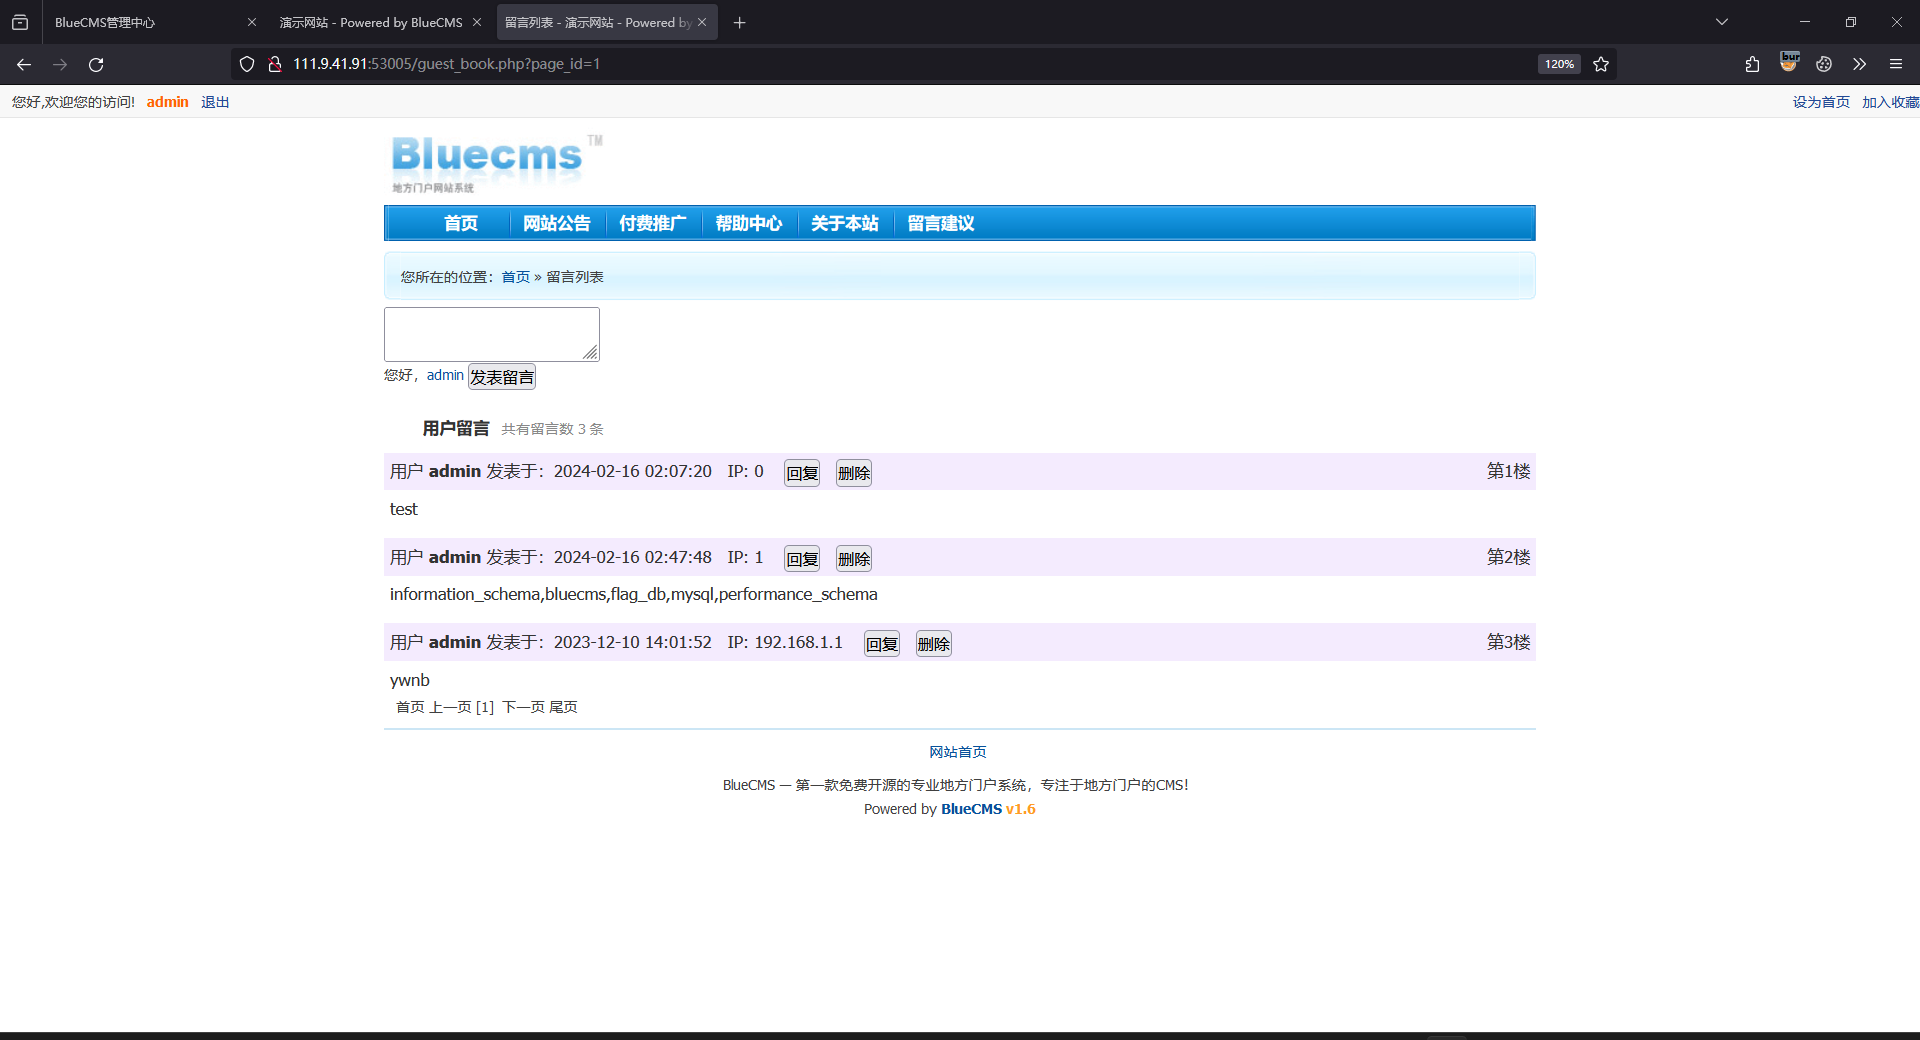 BlueCMS管理中心
演示网站 - Powered by BlueCMS
留言列表 - 演示网站 - Powered by
111.9.41.91:53005/guest_book.php?page_id=1
120%
bur
您好,欢迎您的访问! admin 退出
设为首页 加入收藏
Bluecms TM
地方门户网站系统
首页 网站公告 付费推广 帮助中心 关于本站 留言建议
您所在的位置：首页 » 留言列表
您好，admin 发表留言
用户留言 共有留言数 3 条
用户 admin 发表于：2024-02-16 02:07:20 IP: 0 回复 删除 第1楼
test
用户 admin 发表于：2024-02-16 02:47:48 IP: 1 回复 删除 第2楼
information_schema,bluecms,flag_db,mysql,performance_schema
用户 admin 发表于：2023-12-10 14:01:52 IP: 192.168.1.1 回复 删除 第3楼
ywnb
首页 上一页 [1] 下一页 尾页
网站首页
BlueCMS — 第一款免费开源的专业地方门户系统，专注于地方门户的CMS！
Powered by BlueCMS v1.6